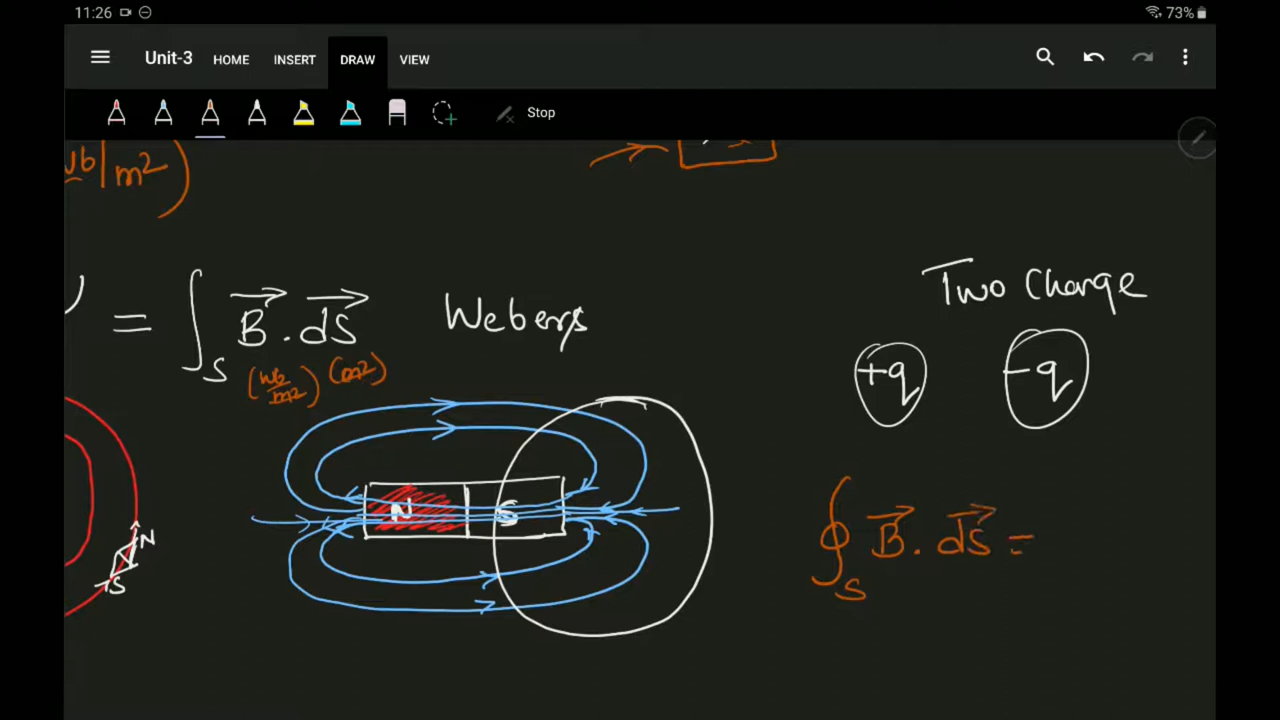 11:26 73%
Unit-3 HOME INSERT DRAW VIEW
Stop
wb/m²)
= ∫S B⃗ . dS⃗ Webers
(wb/m²) (m²)
Two Charge
+q -q
N S
N
S
∮S B⃗ . dS⃗ =